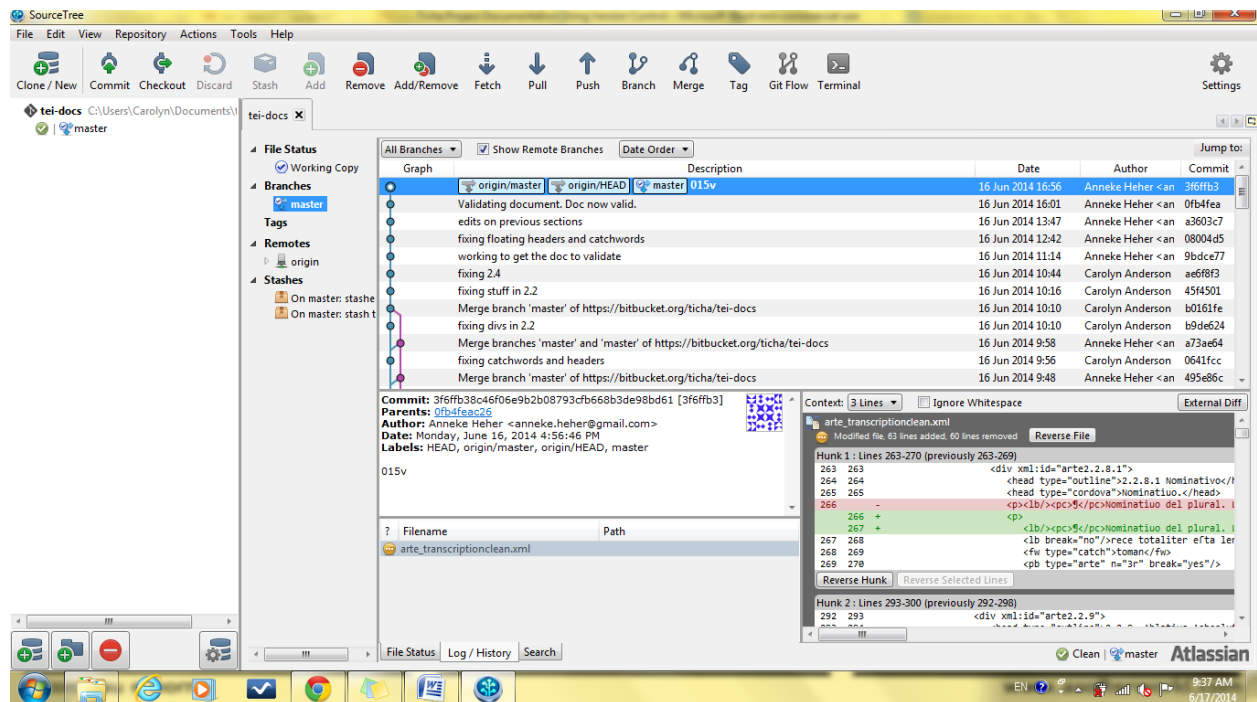 SourceTree
File Edit View Repository Actions Tools Help
Clone / New Commit Checkout Discard Stash Add Remove Add/Remove Fetch Pull Push Branch Merge Tag Git Flow Terminal Settings
tei-docs C:\Users\Carolyn\Documents\t
master
tei-docs
File Status
Working Copy
Branches
master
Tags
Remotes
origin
Stashes
On master: stashe
On master: stash t
All Branches Show Remote Branches Date Order Jump to:
Graph Description Date Author Commit
origin/master origin/HEAD master 015v 16 Jun 2014 16:56 Anneke Heher <an 3f6ffb3
Validating document. Doc now valid. 16 Jun 2014 16:01 Anneke Heher <an 0fb4fea
edits on previous sections 16 Jun 2014 13:47 Anneke Heher <an a3603c7
fixing floating headers and catchwords 16 Jun 2014 12:42 Anneke Heher <an 08004d5
working to get the doc to validate 16 Jun 2014 11:14 Anneke Heher <an 9bdce77
fixing 2.4 16 Jun 2014 10:44 Carolyn Anderson ae6f8f3
fixing stuff in 2.2 16 Jun 2014 10:16 Carolyn Anderson 45f4501
Merge branch 'master' of https://bitbucket.org/ticha/tei-docs 16 Jun 2014 10:10 Carolyn Anderson b0161fe
fixing divs in 2.2 16 Jun 2014 10:10 Carolyn Anderson b9de624
Merge branches 'master' and 'master' of https://bitbucket.org/ticha/tei-docs 16 Jun 2014 9:58 Anneke Heher <an a73ae64
fixing catchwords and headers 16 Jun 2014 9:56 Carolyn Anderson 0641fcc
Merge branch 'master' of https://bitbucket.org/ticha/tei-docs 16 Jun 2014 9:48 Anneke Heher <an 495e86c
Commit: 3f6ffb38c46f06e9b2b08793cfb668b3de98bd61 [3f6ffb3]
Parents: 0fb4feac26
Author: Anneke Heher <anneke.heher@gmail.com>
Date: Monday, June 16, 2014 4:56:46 PM
Labels: HEAD, origin/master, origin/HEAD, master
015v
? Filename Path
arte_transcriptionclean.xml
Context: 3 Lines Ignore Whitespace External Diff
arte_transcriptionclean.xml
Modified file, 63 lines added, 60 lines removed Reverse File
Hunk 1 : Lines 263-270 (previously 263-269)
263 263 <div xml:id="arte2.2.8.1">
264 264 <head type="outline">2.2.8.1 Nominativo</h
265 265 <head type="cordova">Nominatiuo.</head>
266 - <p><lb/><pc>¶</pc>Nominatiuo del plural. L
266 + <p>
267 + <lb/><pc>¶</pc>Nominatiuo del plural. L
267 268 <lb break="no"/>rece totaliter eſta ler
268 269 <fw type="catch">toman</fw>
269 270 <pb type="arte" n="3r" break="yes"/>
Reverse Hunk Reverse Selected Lines
Hunk 2 : Lines 293-300 (previously 292-298)
292 293 <div xml:id="arte2.2.9">
File Status Log / History Search
Clean | master Atlassian
EN 9:37 AM
6/17/2014